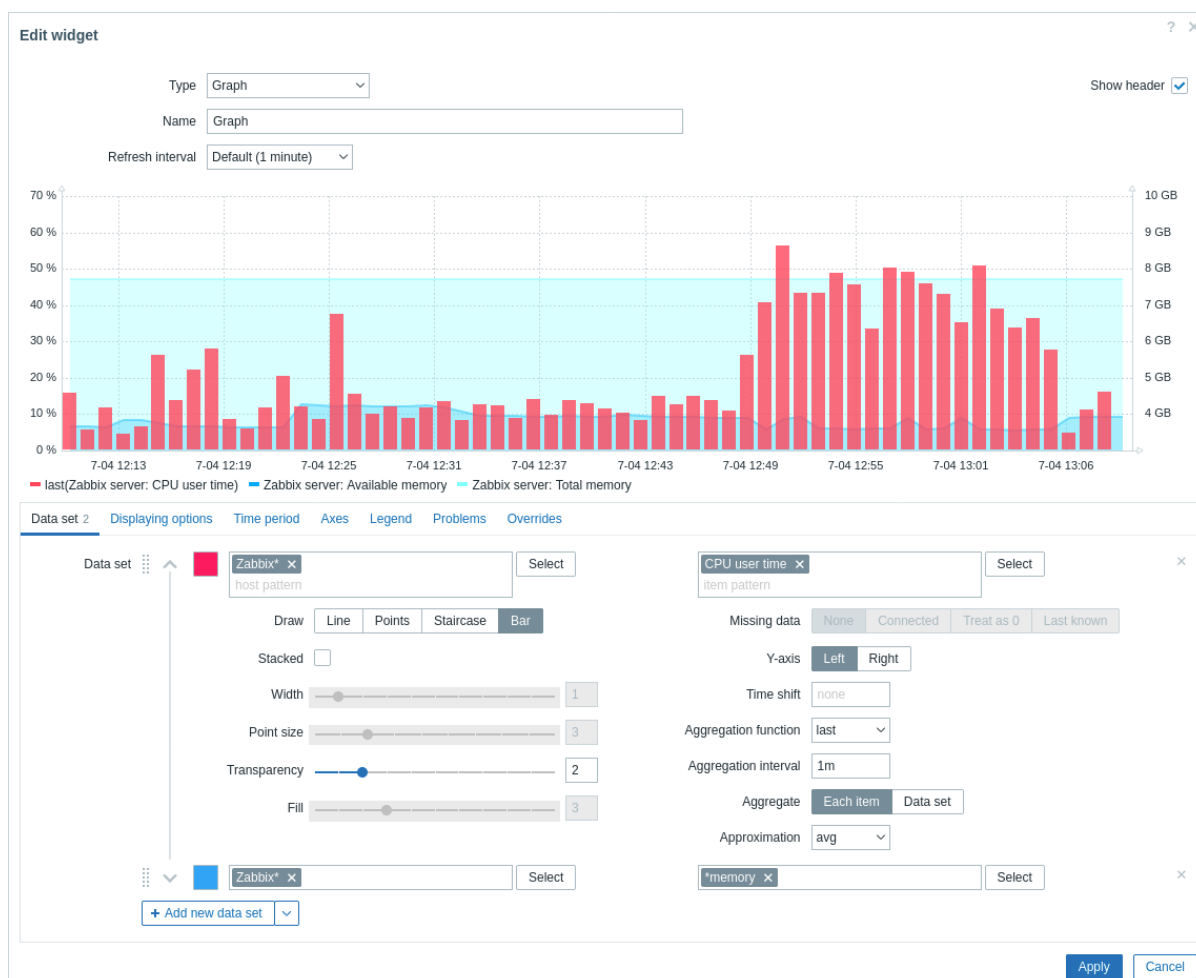 Edit widget ? ×
Type Graph Show header
Name Graph
Refresh interval Default (1 minute)
70 % 10 GB
60 % 9 GB
50 % 8 GB
40 % 7 GB
30 % 6 GB
20 % 5 GB
10 % 4 GB
0 %
7-04 12:13 7-04 12:19 7-04 12:25 7-04 12:31 7-04 12:37 7-04 12:43 7-04 12:49 7-04 12:55 7-04 13:01 7-04 13:06
last(Zabbix server: CPU user time) Zabbix server: Available memory Zabbix server: Total memory
Data set 2 Displaying options Time period Axes Legend Problems Overrides
Data set Zabbix* × Select CPU user time × Select ×
host pattern item pattern
Draw Line Points Staircase Bar Missing data None Connected Treat as 0 Last known
Stacked Y-axis Left Right
Width 1 Time shift none
Point size 3 Aggregation function last
Transparency 2 Aggregation interval 1m
Fill 3 Aggregate Each item Data set
Approximation avg
Zabbix* × Select *memory × Select ×
+ Add new data set
Apply Cancel